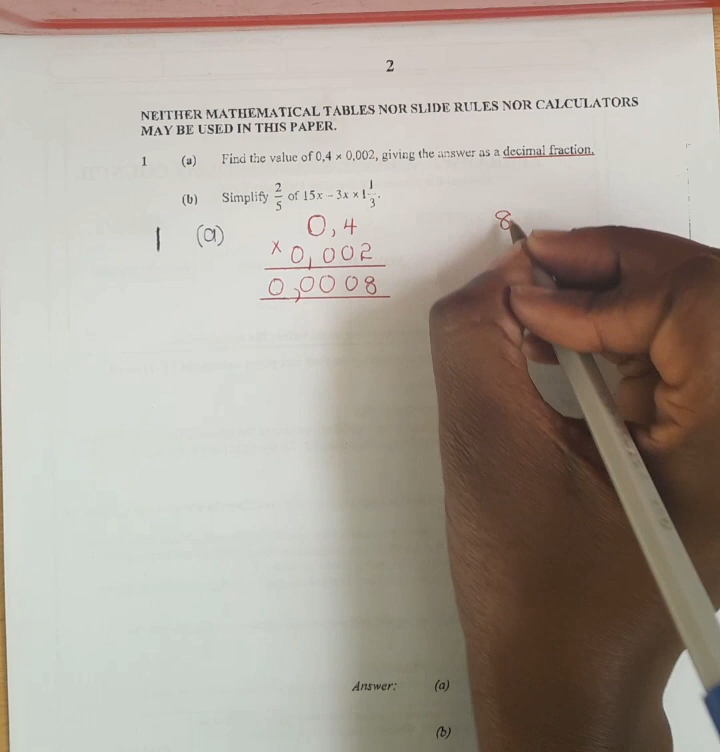 2
NEITHER MATHEMATICAL TABLES NOR SLIDE RULES NOR CALCULATORS
MAY BE USED IN THIS PAPER.
1 (a) Find the value of 0,4 × 0,002, giving the answer as a decimal fraction.
(b) Simplify 2/5 of 15x − 3x × 1 1/3.
1 (a) 0,4
× 0,002
0,0008
8
Answer: (a)
(b)